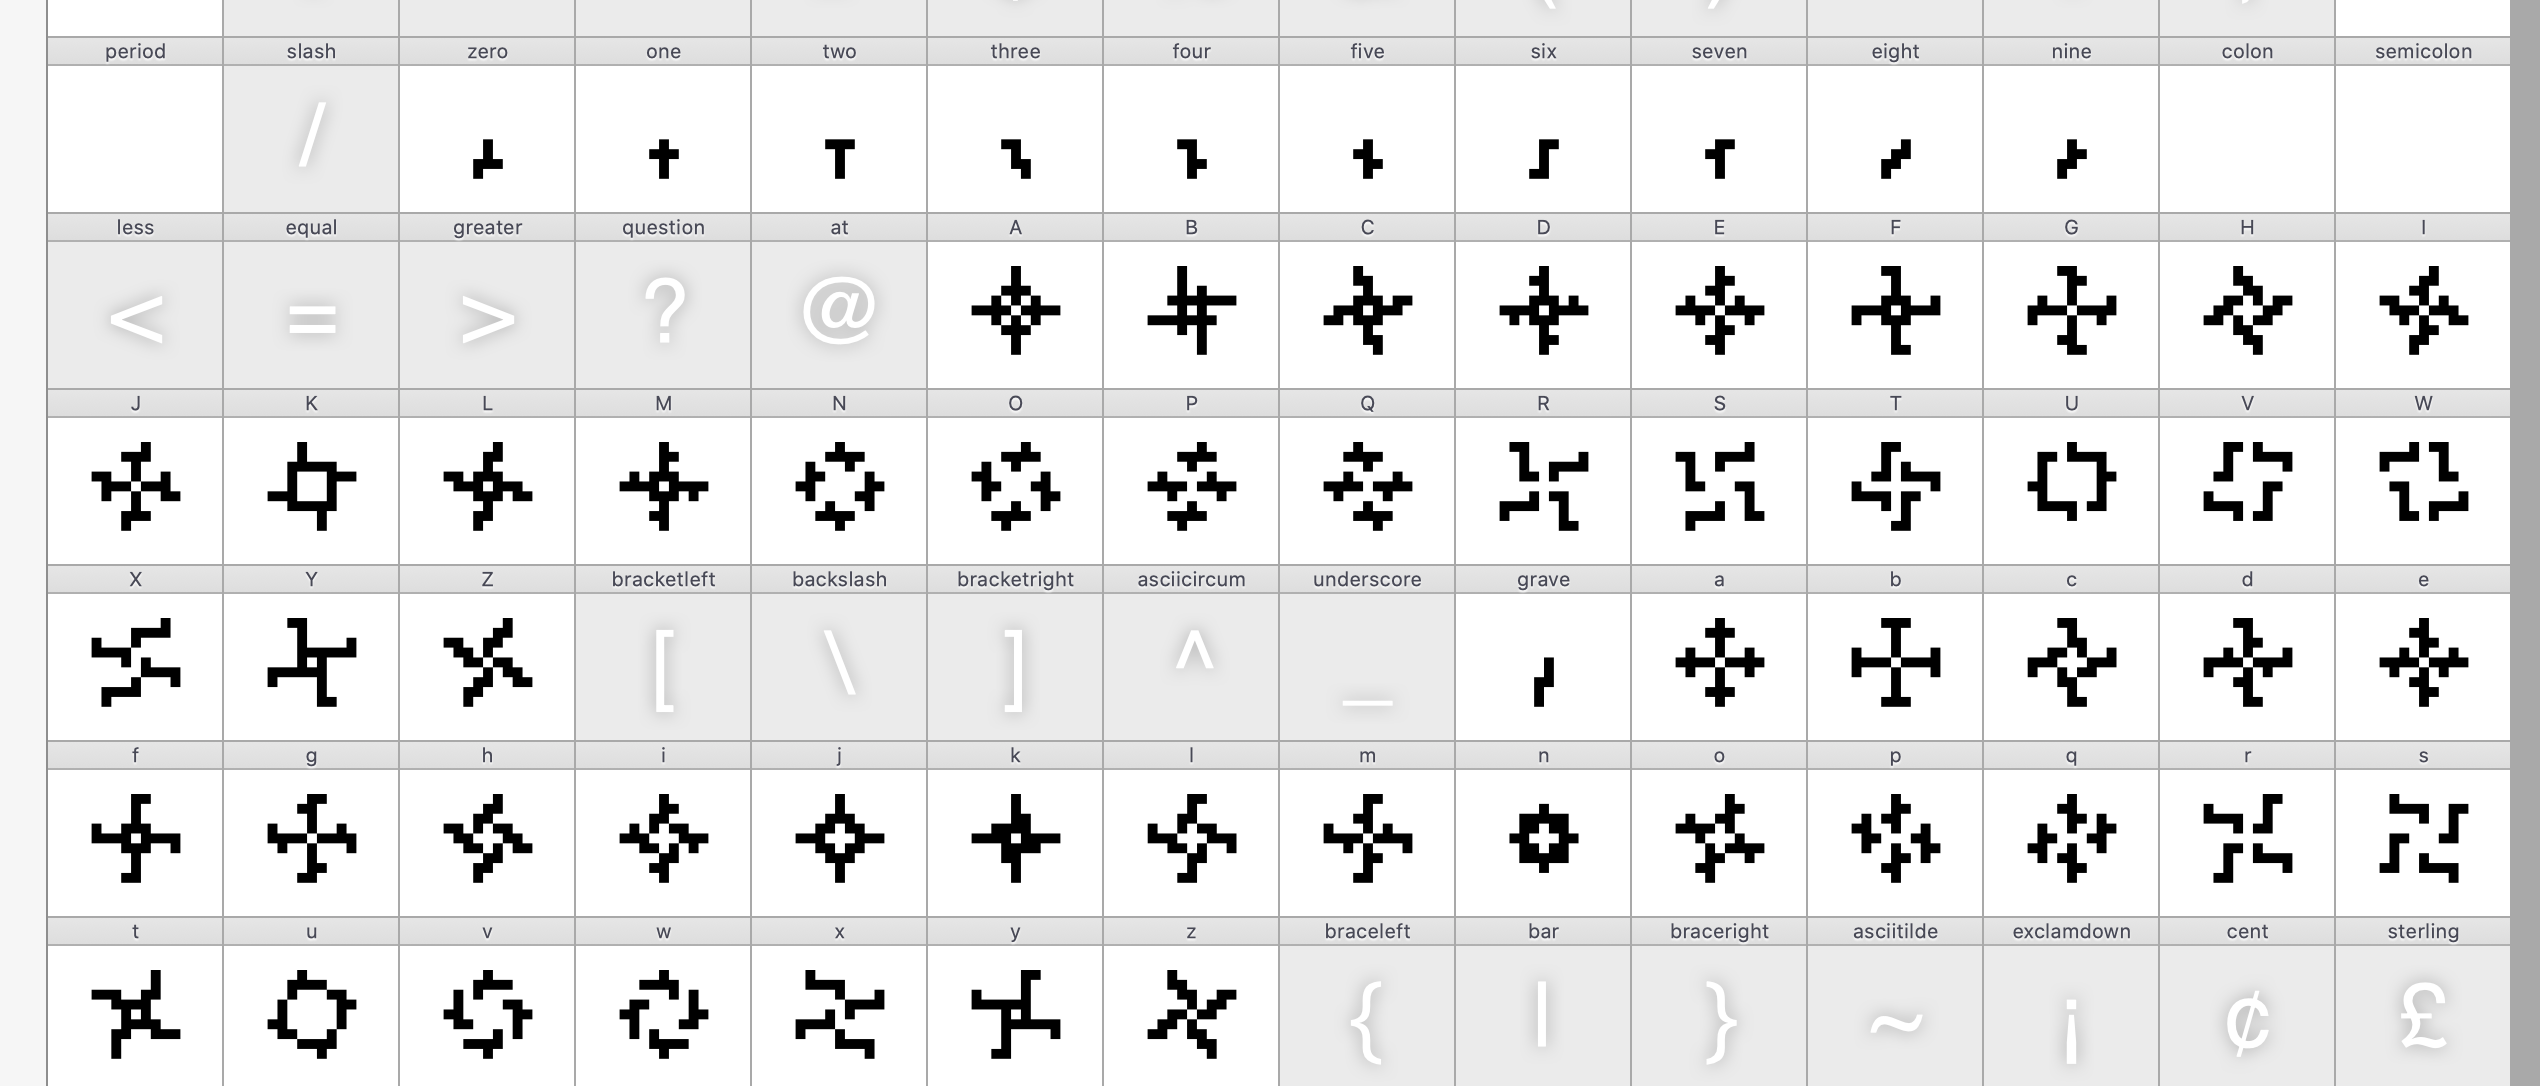 period slash zero one two three four five six seven eight nine colon semicolon
/
less equal greater question at A B C D E F G H I
< = > ? @
J K L M N O P Q R S T U V W
X Y Z bracketleft backslash bracketright asciicircum underscore grave a b c d e
[ \ ] ^ _
f g h i j k l m n o p q r s
t u v w x y z braceleft bar braceright asciitilde exclamdown cent sterling
{ | } ~ ¡ ¢ £